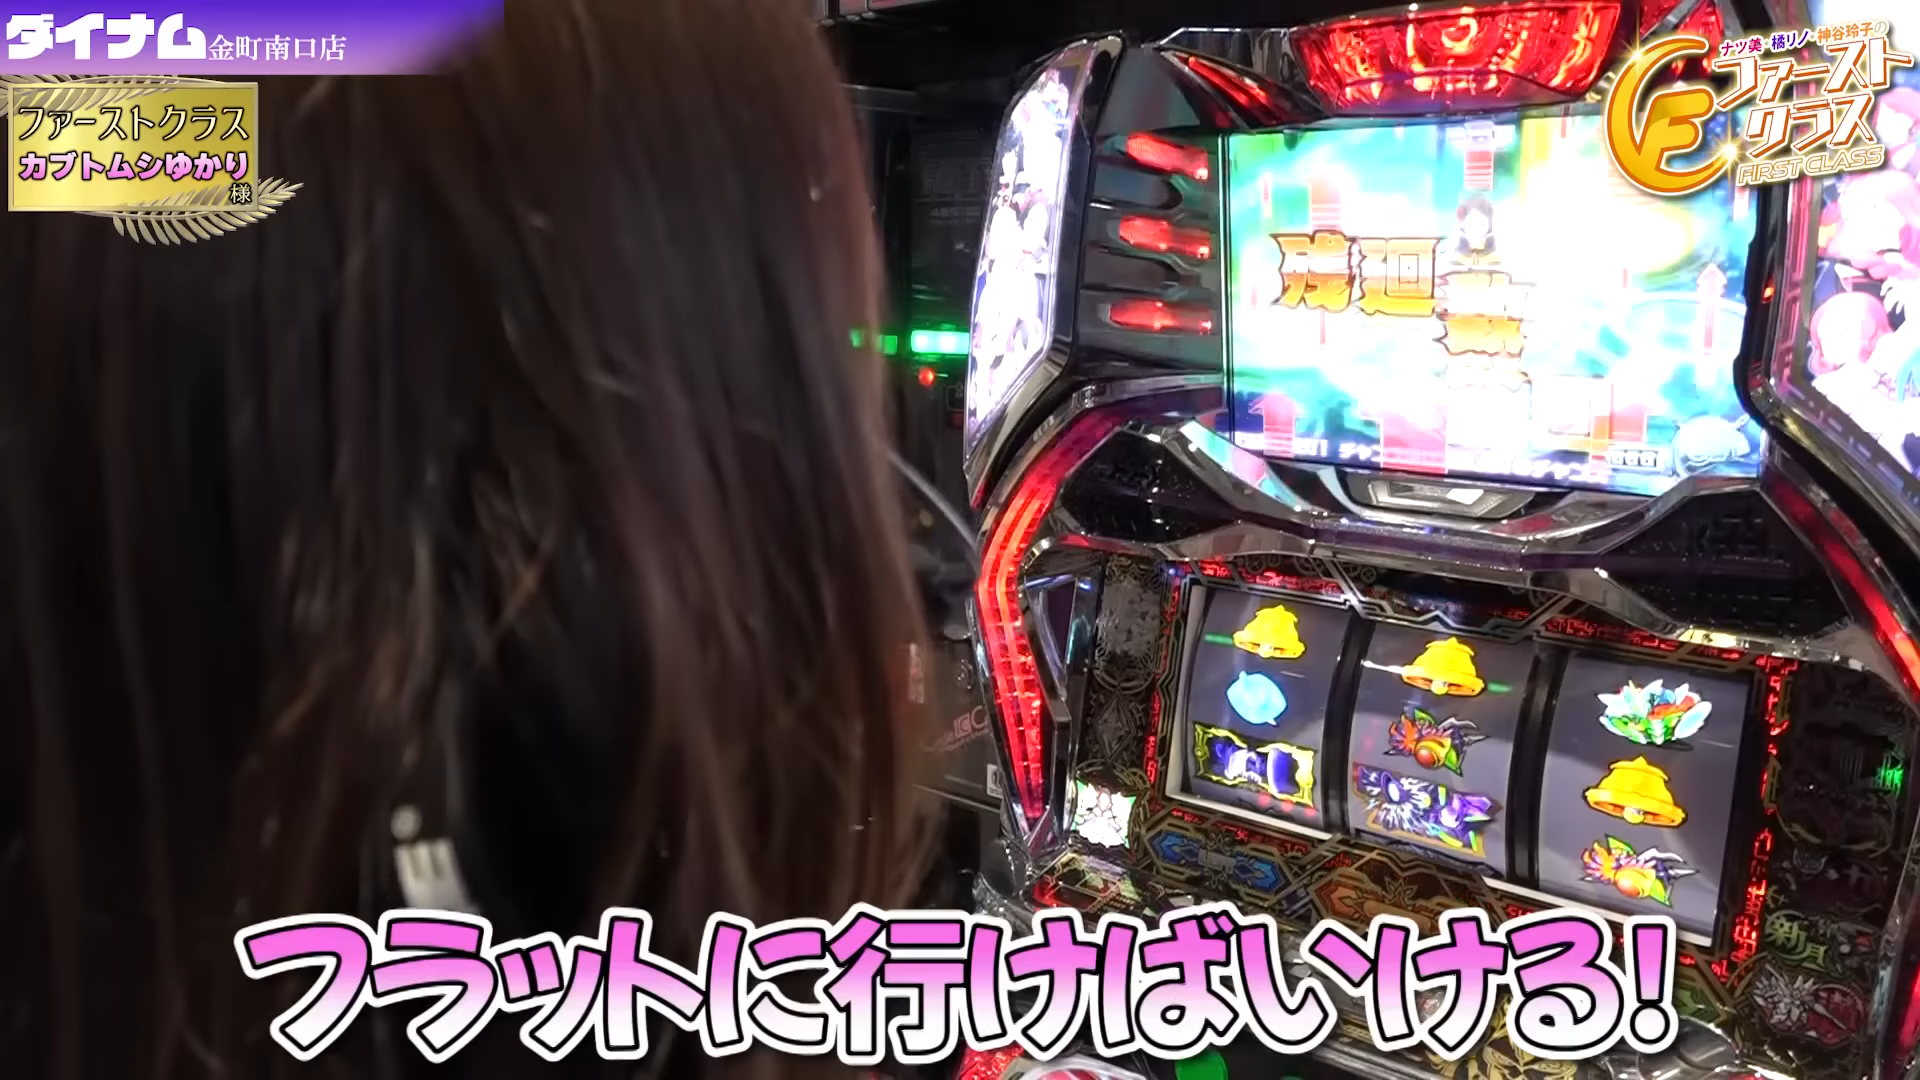 ダイナム金町南口店
ファーストクラス
カブトムシゆかり
様
ナツ美・橘リノ・神谷玲子の
ファースト
クラス
FIRST CLASS
残廻数
新月
フラットに行けばいける!